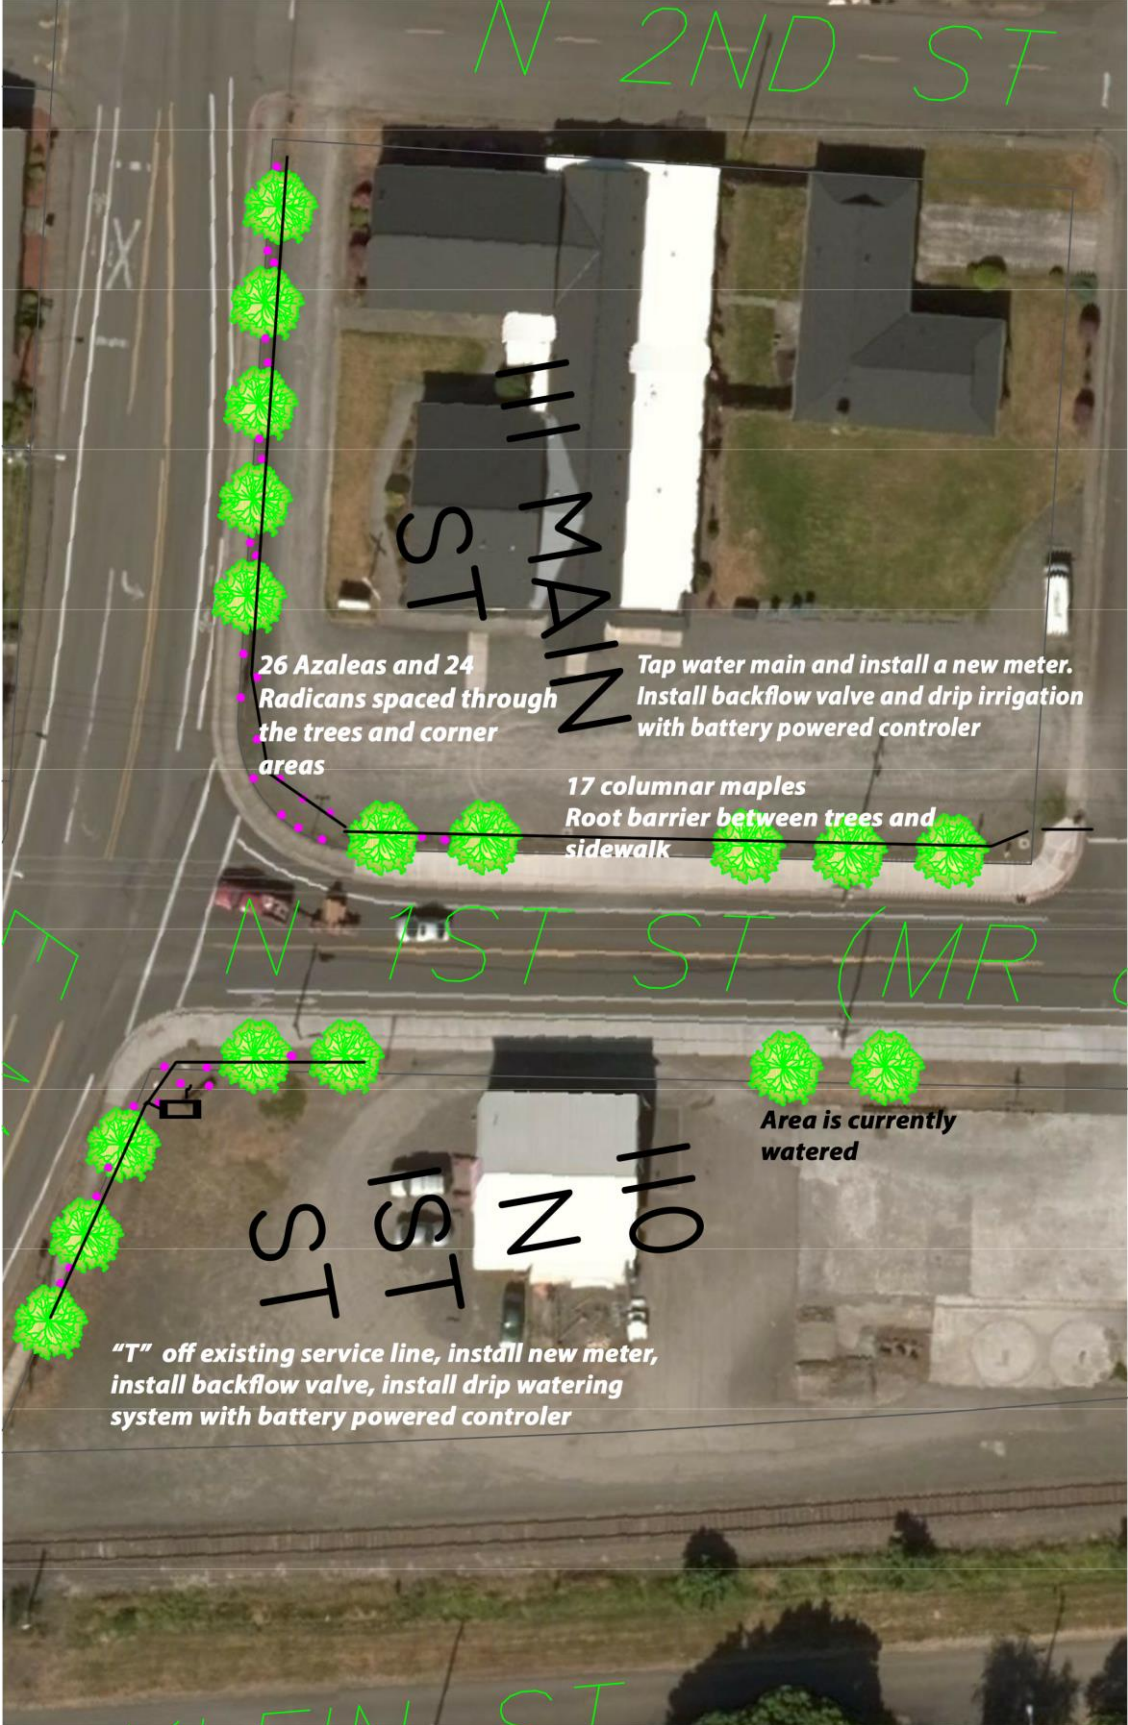 N 2ND ST
111 MAIN
ST
26 Azaleas and 24
Radicans spaced through
the trees and corner
areas
Tap water main and install a new meter.
Install backflow valve and drip irrigation
with battery powered controler
17 columnar maples
Root barrier between trees and
sidewalk
N 1ST ST (MR
Area is currently
watered
110
N
1ST
ST
“T” off existing service line, install new meter,
install backflow valve, install drip watering
system with battery powered controler
ST